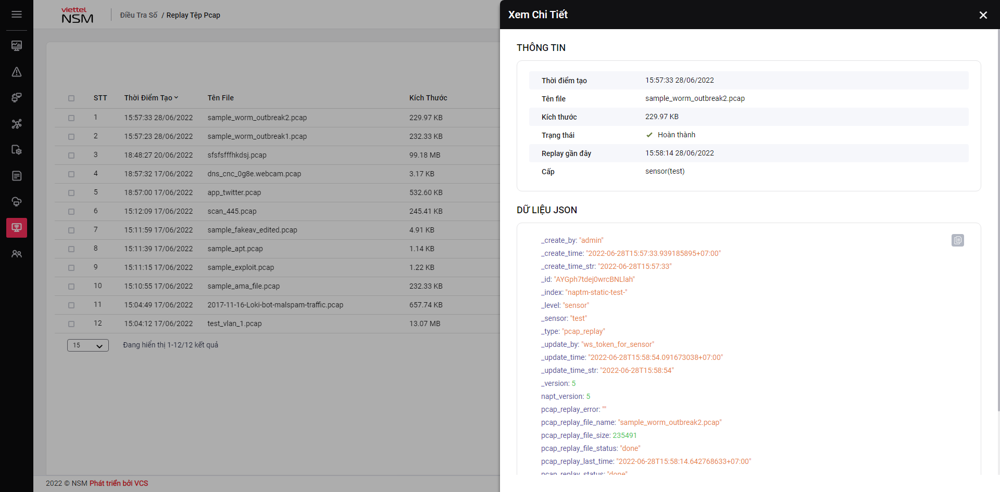 viettel
NSM
Điều Tra Số / Replay Tệp Pcap
STT Thời Điểm Tạo Tên File Kích Thước
1 15:57:33 28/06/2022 sample_worm_outbreak2.pcap 229.97 KB
2 15:57:23 28/06/2022 sample_worm_outbreak1.pcap 232.33 KB
3 18:48:27 20/06/2022 sfsfsfffhkdsj.pcap 99.18 MB
4 18:57:32 17/06/2022 dns_cnc_0g8e.webcam.pcap 3.17 KB
5 18:57:00 17/06/2022 app_twitter.pcap 532.60 KB
6 15:12:09 17/06/2022 scan_445.pcap 245.41 KB
7 15:11:59 17/06/2022 sample_fakeav_edited.pcap 4.91 KB
8 15:11:39 17/06/2022 sample_apt.pcap 1.14 KB
9 15:11:15 17/06/2022 sample_exploit.pcap 1.22 KB
10 15:10:55 17/06/2022 sample_ama_file.pcap 232.33 KB
11 15:04:49 17/06/2022 2017-11-16-Loki-bot-malspam-traffic.pcap 657.74 KB
12 15:04:12 17/06/2022 test_vlan_1.pcap 13.07 MB
15 Đang hiển thị 1-12/12 kết quả
2022 © NSM Phát triển bởi VCS
Xem Chi Tiết
THÔNG TIN
Thời điểm tạo 15:57:33 28/06/2022
Tên file sample_worm_outbreak2.pcap
Kích thước 229.97 KB
Trạng thái Hoàn thành
Replay gần đây 15:58:14 28/06/2022
Cấp sensor(test)
DỮ LIỆU JSON
_create_by: "admin"
_create_time: "2022-06-28T15:57:33.939185895+07:00"
_create_time_str: "2022-06-28T15:57:33"
_id: "AYGph7tdej0wrcBNLlah"
_index: "naptm-static-test-"
_level: "sensor"
_sensor: "test"
_type: "pcap_replay"
_update_by: "ws_token_for_sensor"
_update_time: "2022-06-28T15:58:54.091673038+07:00"
_update_time_str: "2022-06-28T15:58:54"
_version: 5
napt_version: 5
pcap_replay_error: ""
pcap_replay_file_name: "sample_worm_outbreak2.pcap"
pcap_replay_file_size: 235491
pcap_replay_file_status: "done"
pcap_replay_last_time: "2022-06-28T15:58:14.642768633+07:00"
pcap_replay_status: "done"